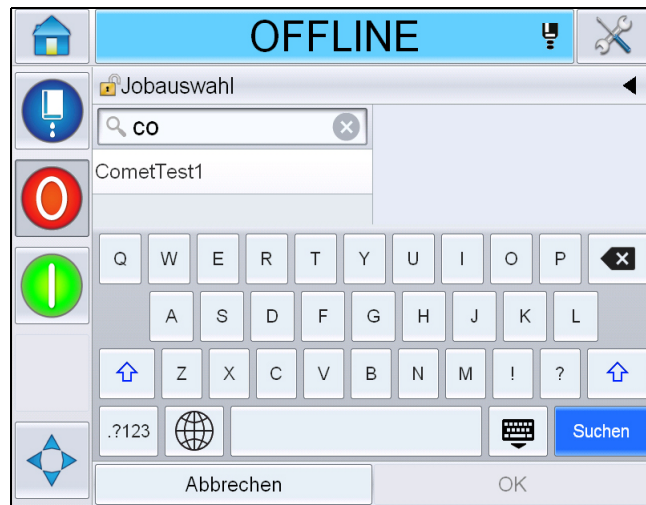 OFFLINE
Jobauswahl
co
CometTest1
Q W E R T Y U I O P
A S D F G H J K L
Z X C V B N M ! ?
.?123 Suchen
Abbrechen OK